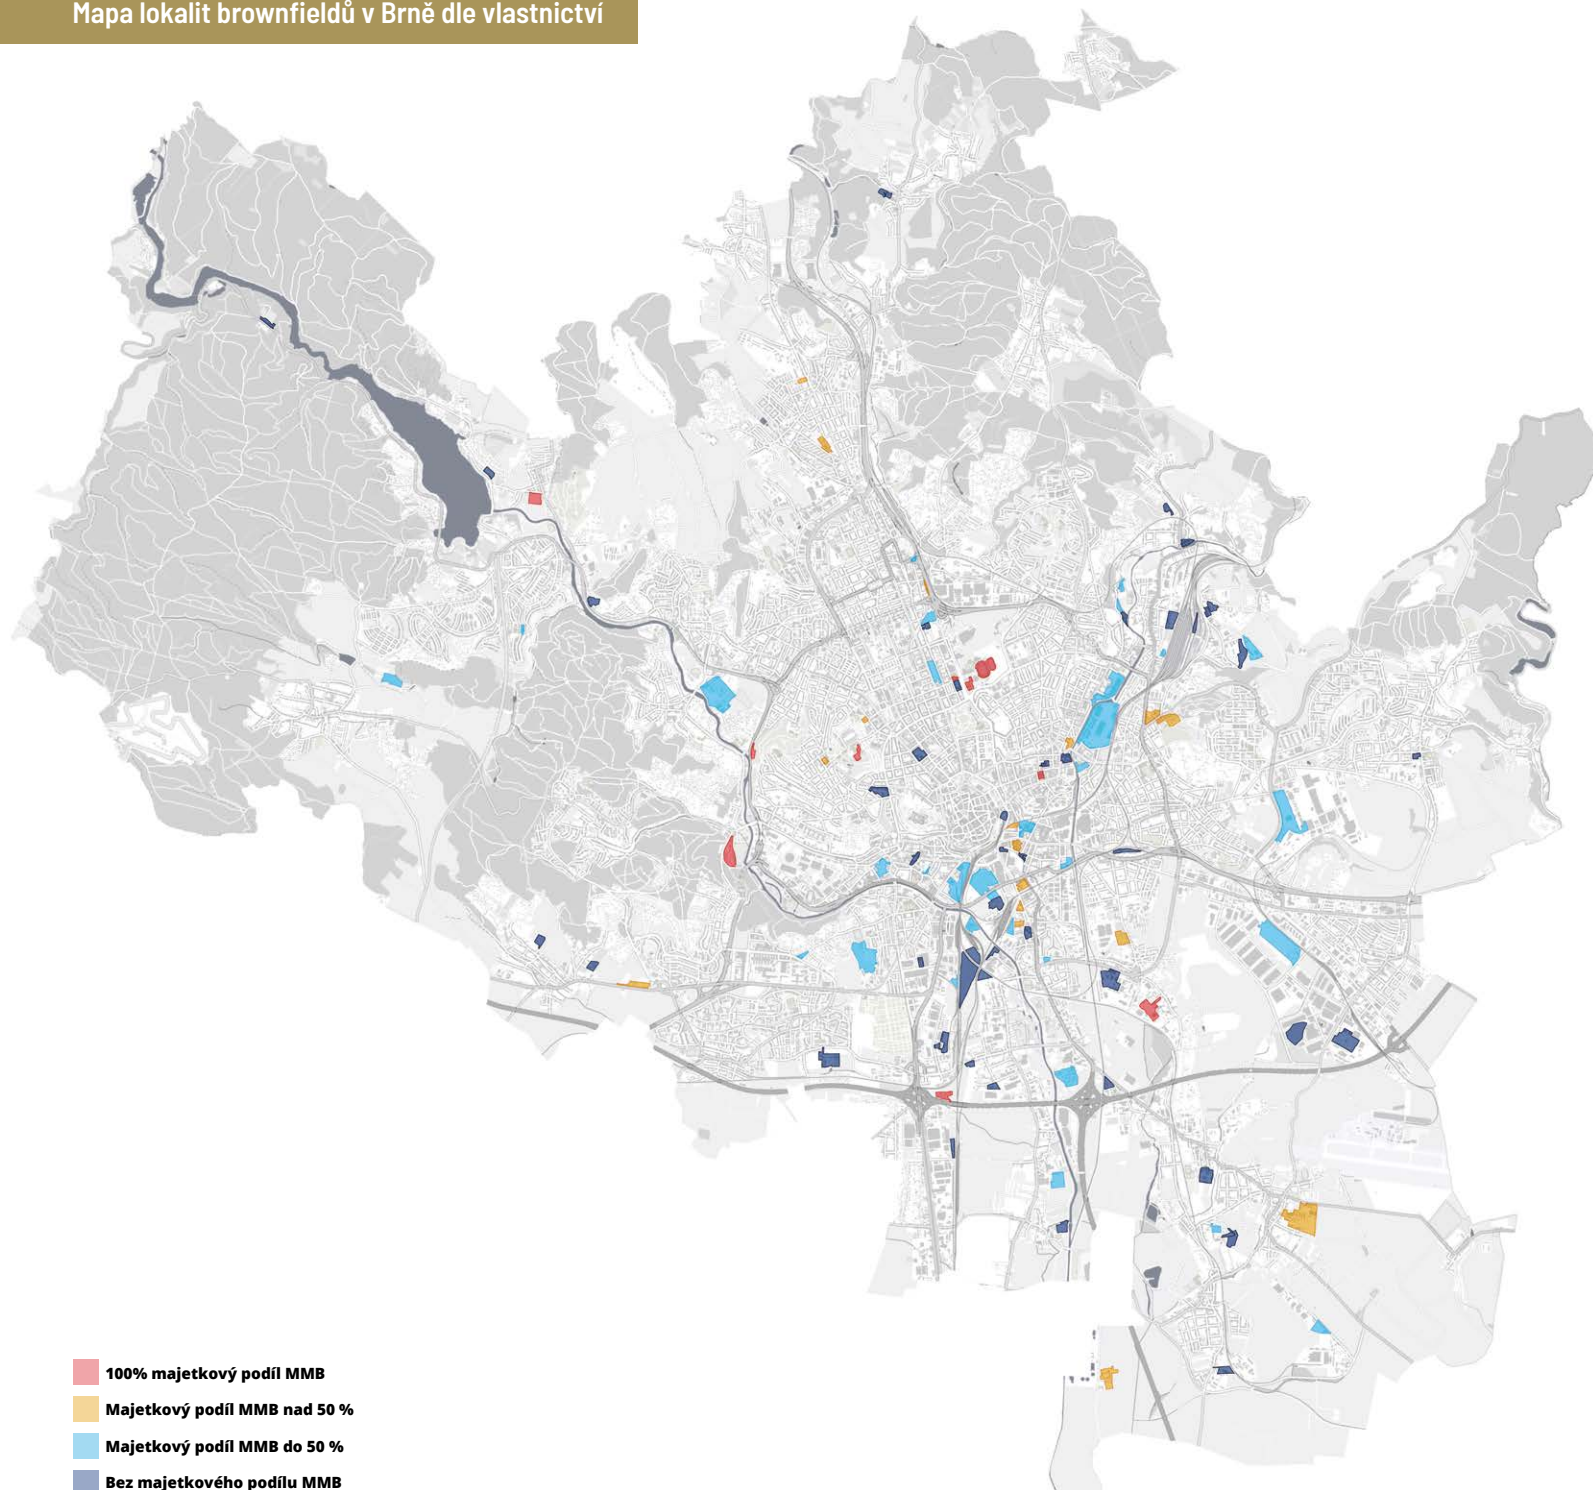 Mapa lokalit brownfieldů v Brně dle vlastnictví
100% majetkový podíl MMB
Majetkový podíl MMB nad 50 %
Majetkový podíl MMB do 50 %
Bez majetkového podílu MMB